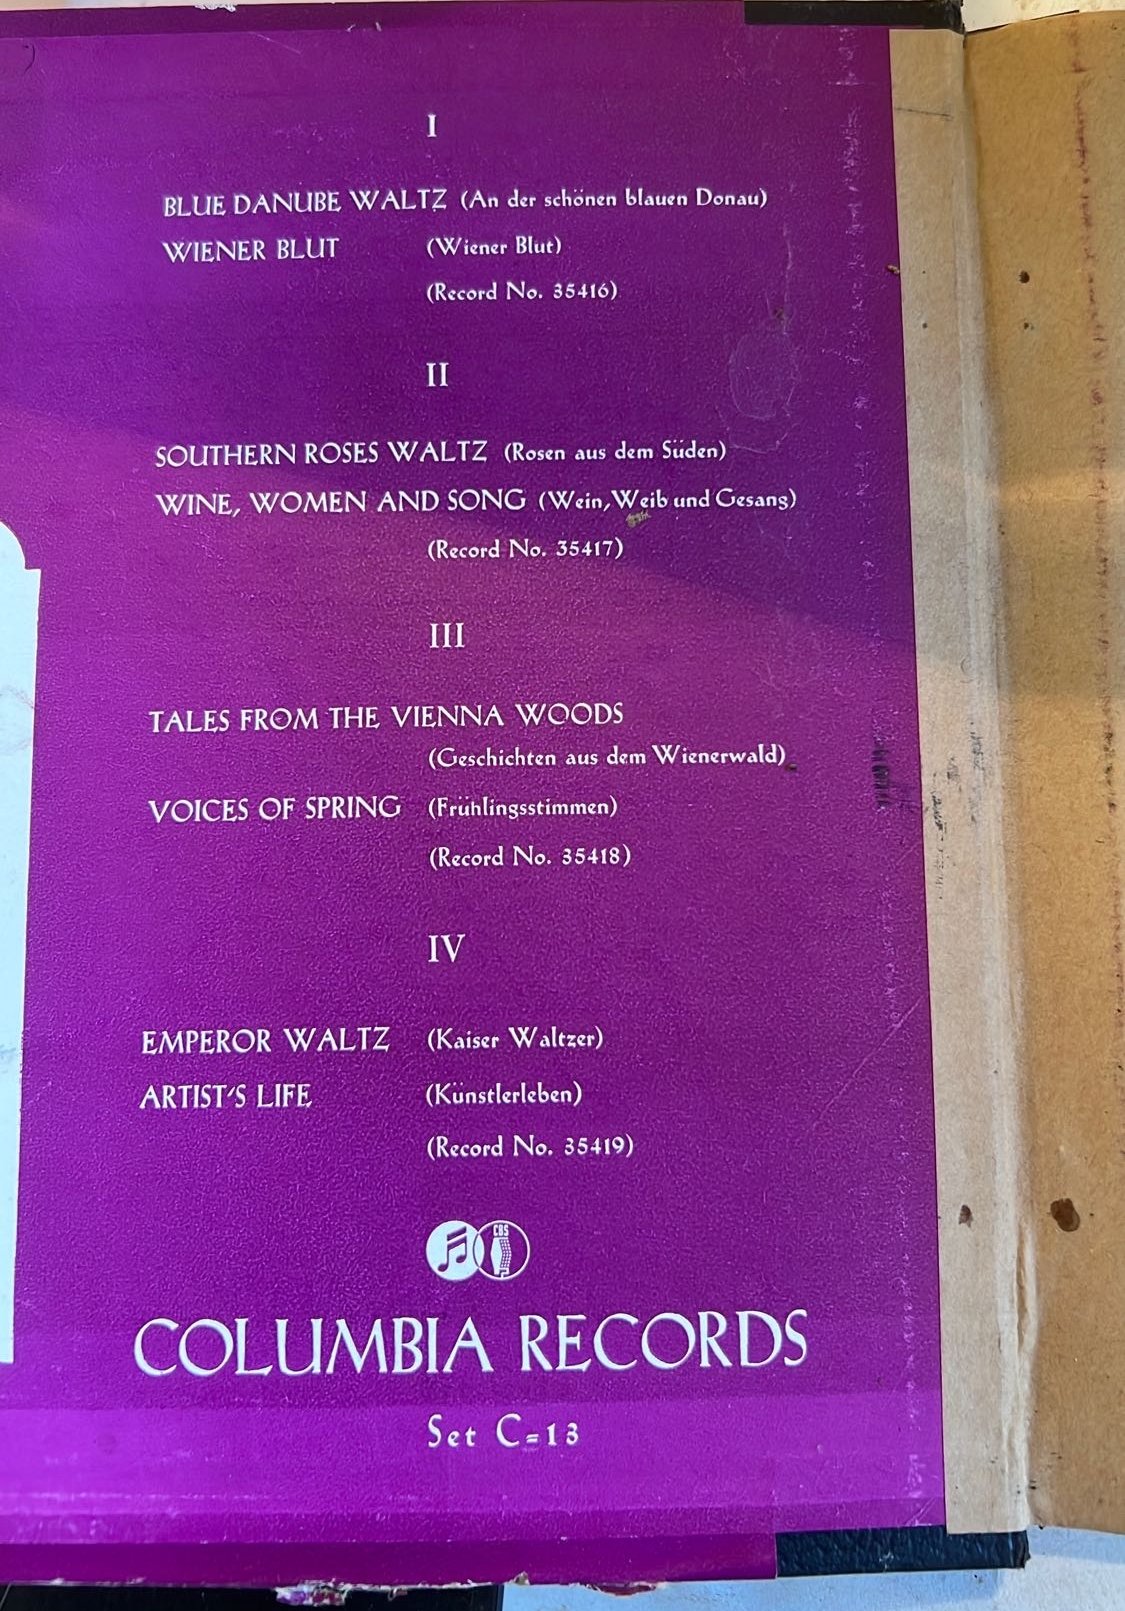 I
BLUE DANUBE WALTZ (An der schönen blauen Donau)
WIENER BLUT (Wiener Blut)
(Record No. 35416)
II
SOUTHERN ROSES WALTZ (Rosen aus dem Süden)
WINE, WOMEN AND SONG (Wein, Weib und Gesang)
(Record No. 35417)
III
TALES FROM THE VIENNA WOODS
(Geschichten aus dem Wienerwald)
VOICES OF SPRING (Frühlingsstimmen)
(Record No. 35418)
IV
EMPEROR WALTZ (Kaiser Waltzer)
ARTIST'S LIFE (Künstlerleben)
(Record No. 35419)
CBS
COLUMBIA RECORDS
Set C=13